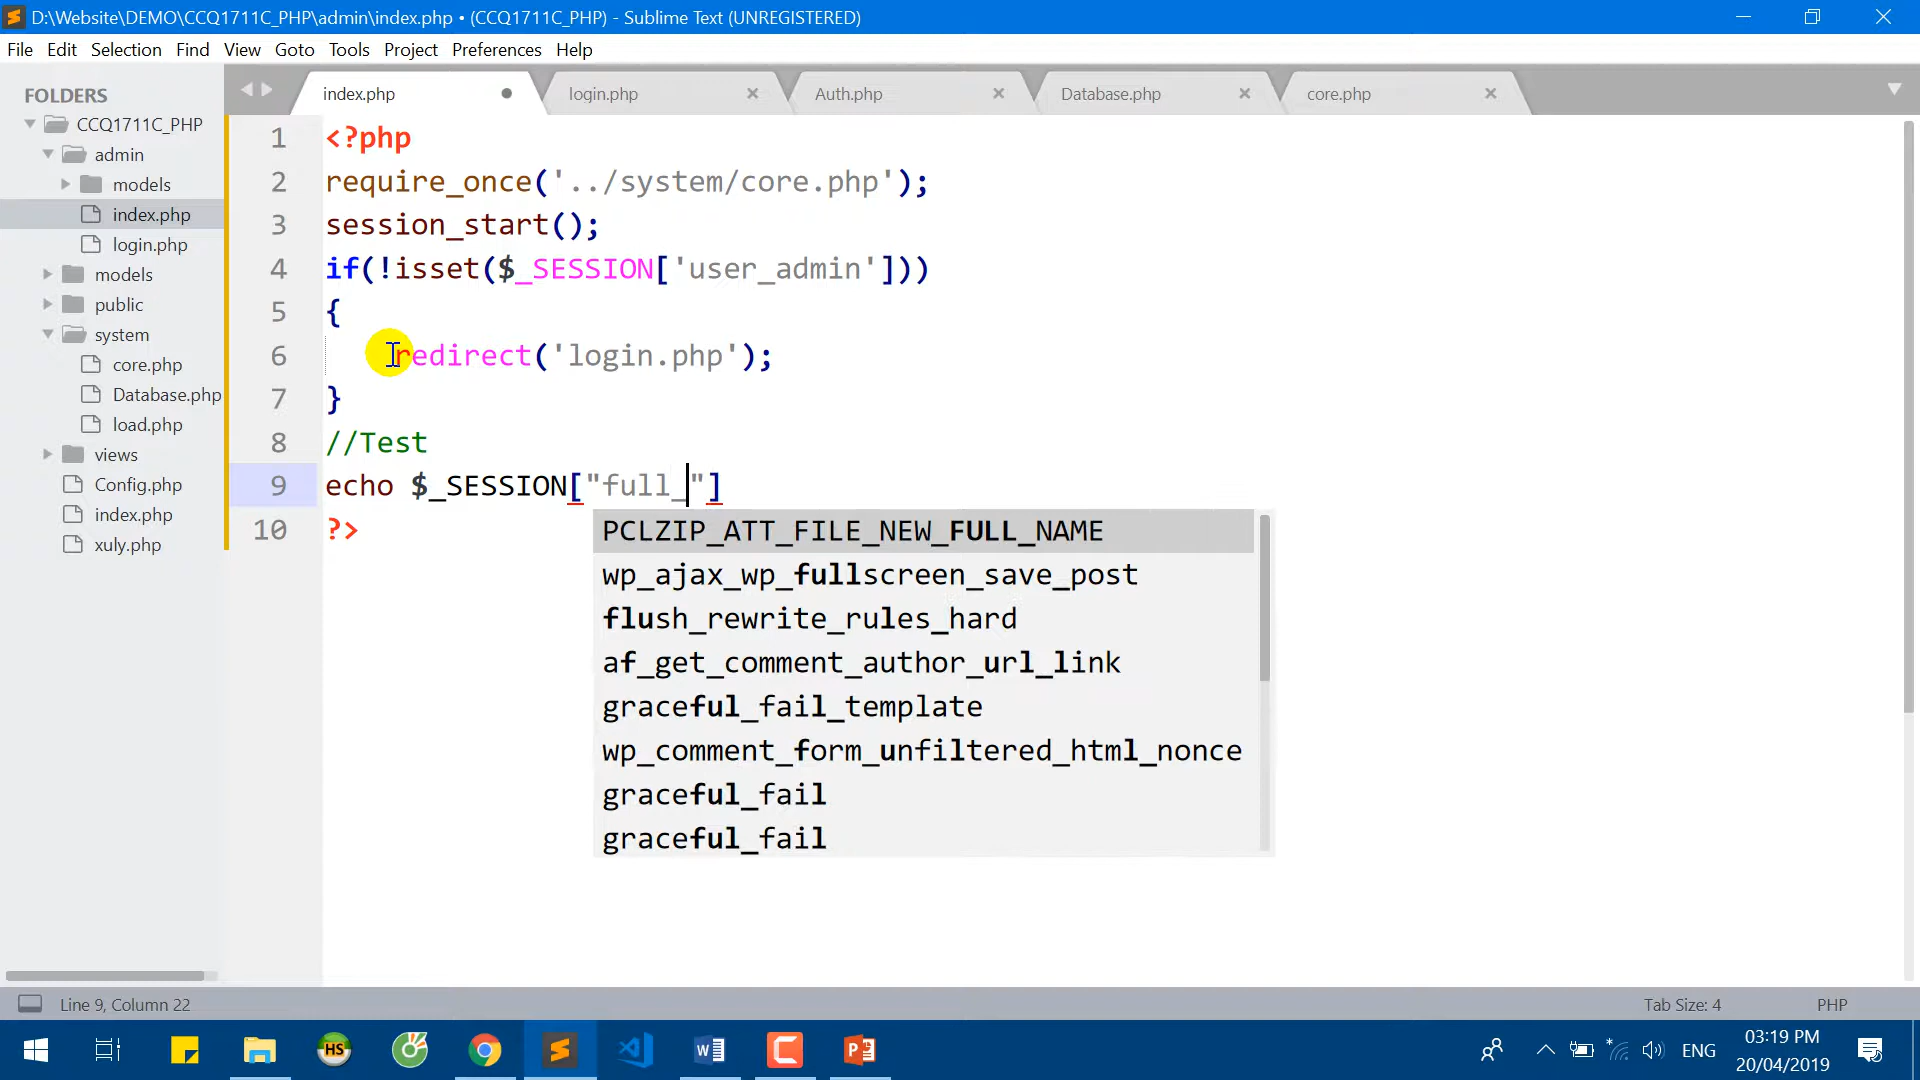 D:\Website\DEMO\CCQ1711C_PHP\admin\index.php • (CCQ1711C_PHP) - Sublime Text (UNREGISTERED)
File Edit Selection Find View Goto Tools Project Preferences Help
FOLDERS
CCQ1711C_PHP
admin
models
index.php
login.php
models
public
system
core.php
Database.php
load.php
views
Config.php
index.php
xuly.php
index.php login.php Auth.php Database.php core.php
1 <?php
2 require_once('../system/core.php');
3 session_start();
4 if(!isset($_SESSION['user_admin']))
5 {
6 redirect('login.php');
7 }
8 //Test
9 echo $_SESSION["full_"]
10 ?>
PCLZIP_ATT_FILE_NEW_FULL_NAME
wp_ajax_wp_fullscreen_save_post
flush_rewrite_rules_hard
af_get_comment_author_url_link
graceful_fail_template
wp_comment_form_unfiltered_html_nonce
graceful_fail
graceful_fail
Line 9, Column 22 Tab Size: 4 PHP
HS
ENG
03:19 PM
20/04/2019